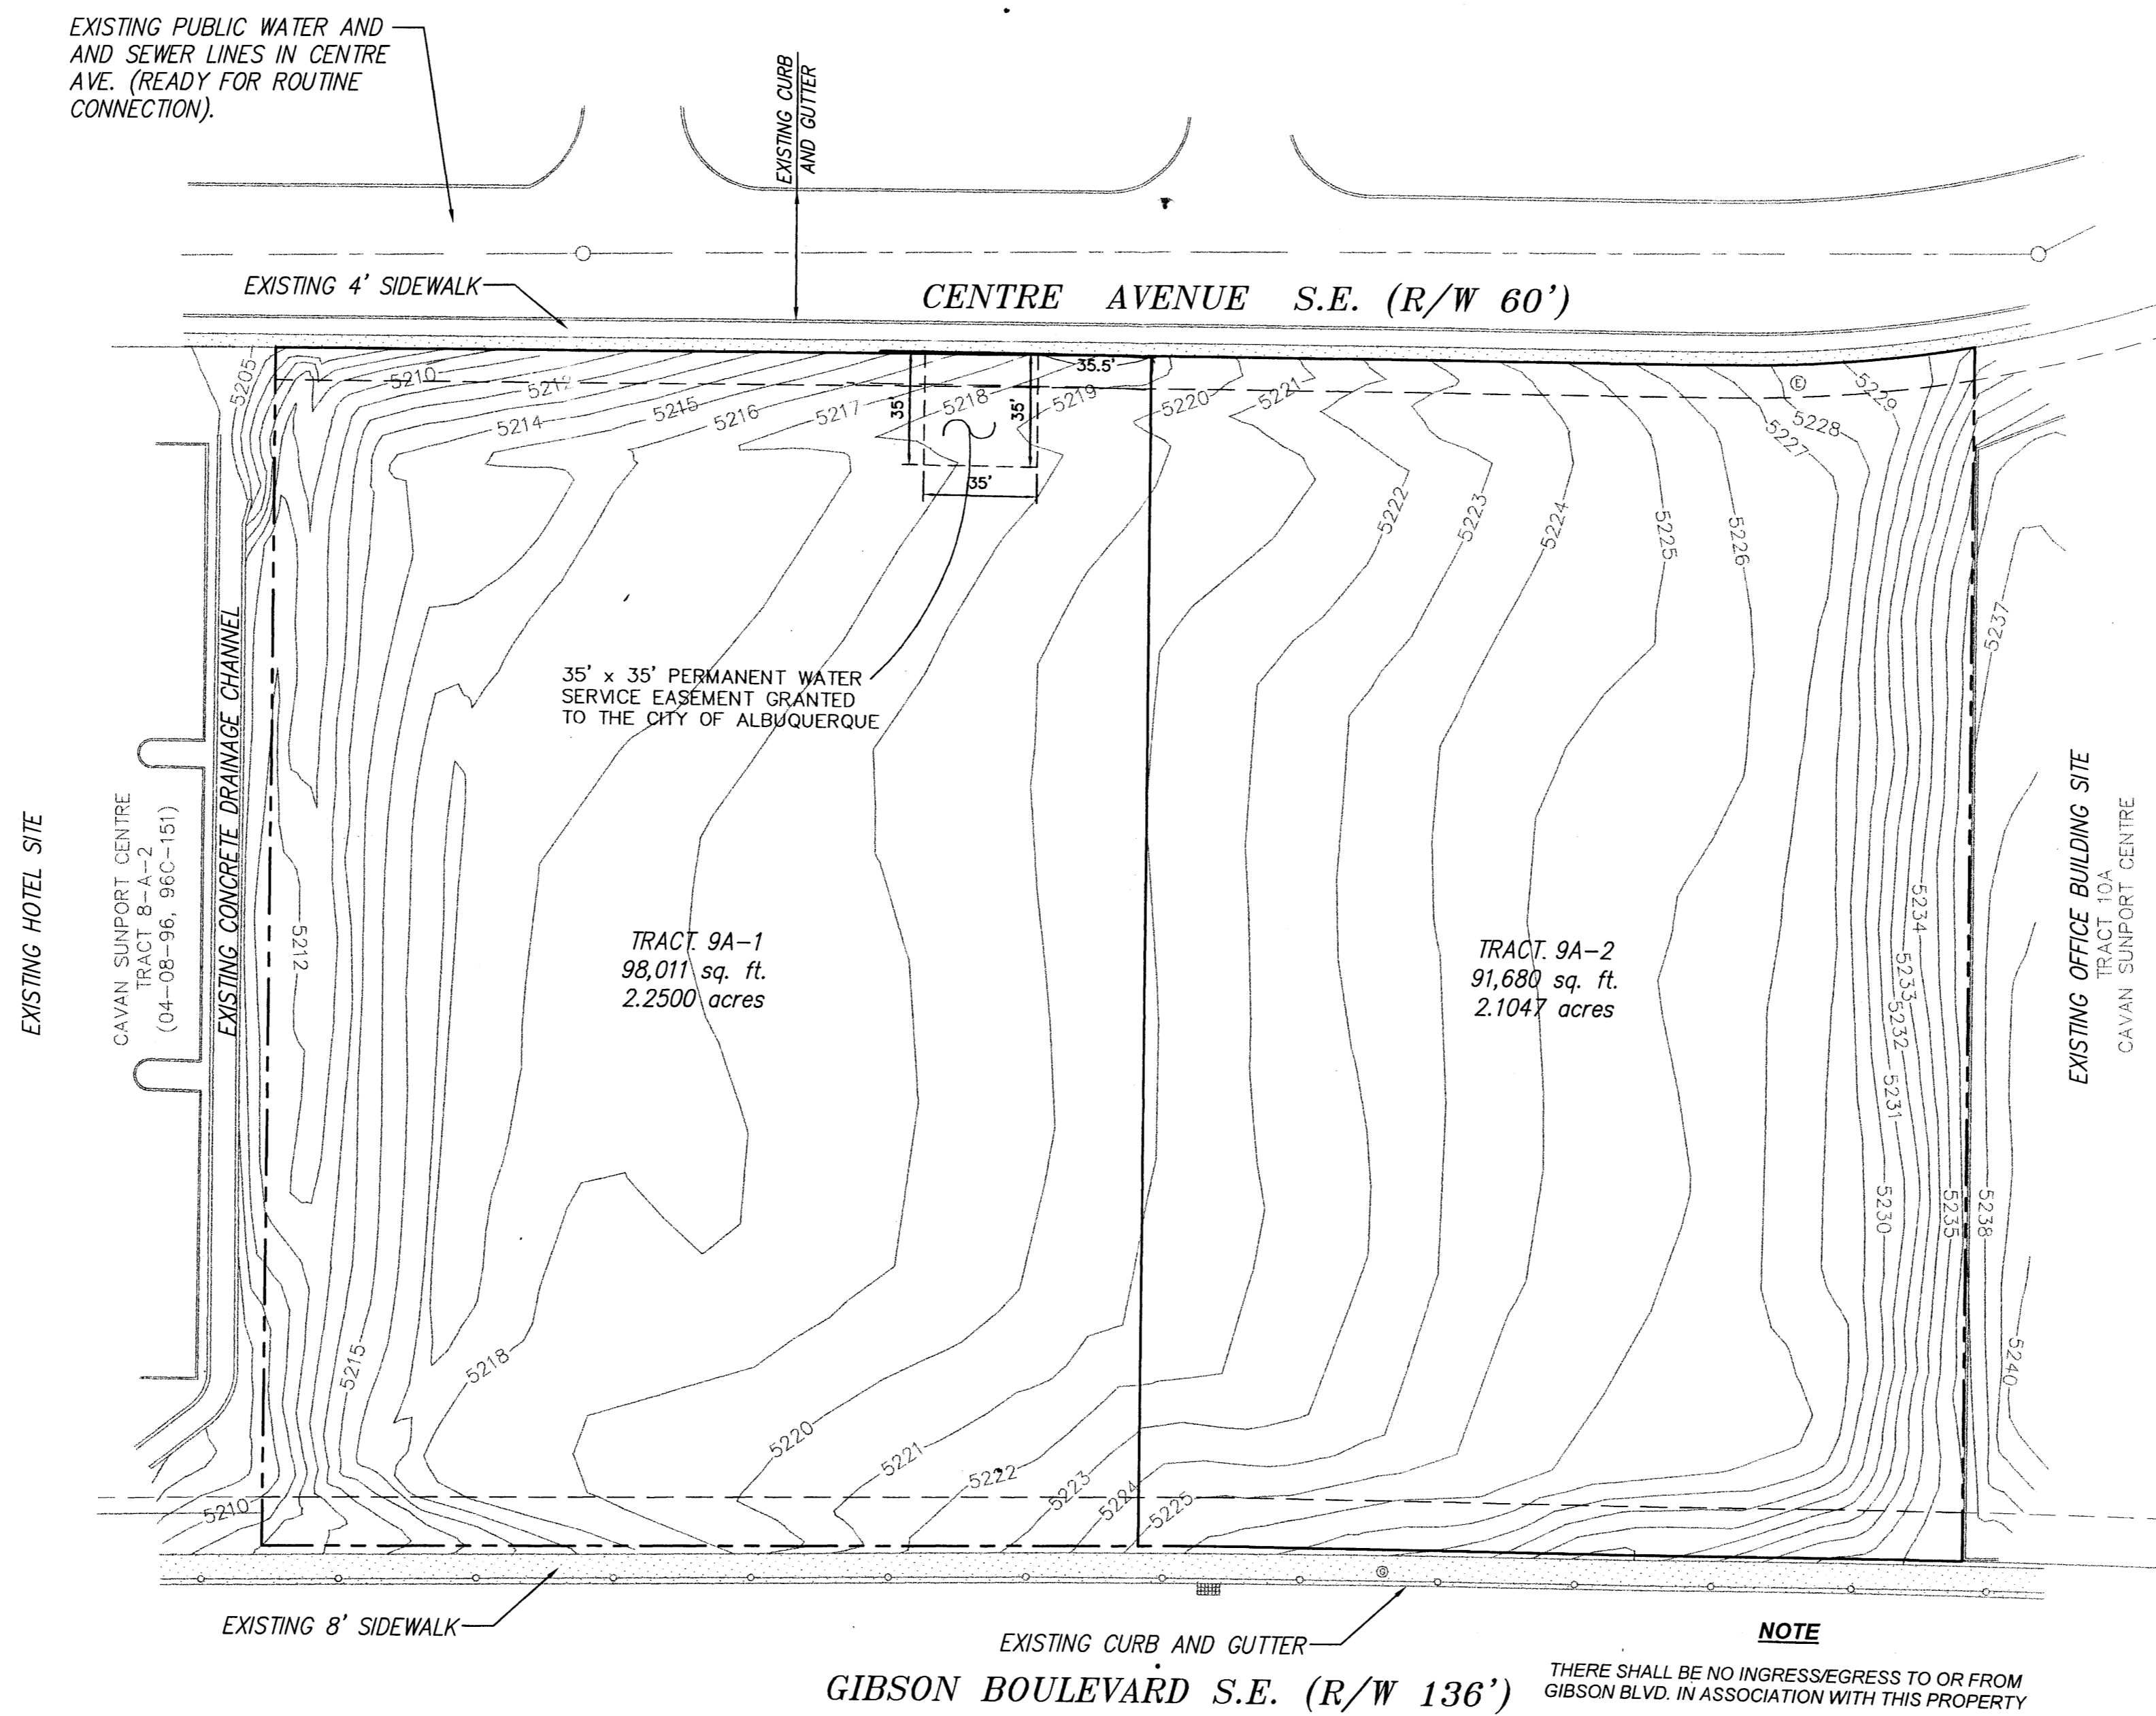 EXISTING PUBLIC WATER AND
AND SEWER LINES IN CENTRE
AVE. (READY FOR ROUTINE
CONNECTION).
EXISTING CURB
AND GUTTER
EXISTING 4' SIDEWALK
CENTRE AVENUE S.E. (R/W 60')
5205
5210
5212
5214
5215
5216
5217
5218
5219
5220
5221
5222
5223
5224
5225
5226
5227
5228
5229
E
35.5'
35'
35'
35'
35' x 35' PERMANENT WATER
SERVICE EASEMENT GRANTED
TO THE CITY OF ALBUQUERQUE
5237
EXISTING HOTEL SITE
CAVAN SUNPORT CENTRE
TRACT 8-A-2
(04-08-96, 96C-151)
EXISTING CONCRETE DRAINAGE CHANNEL
5212
TRACT. 9A-1
98,011 sq. ft.
2.2500 acres
TRACT. 9A-2
91,680 sq. ft.
2.1047 acres
5234
5233
5232
5231
5230
5235
5238
5240
EXISTING OFFICE BUILDING SITE
TRACT 10A
CAVAN SUNPORT CENTRE
5215
5218
5220
5221
5222
5223
5224
5225
5210
G
EXISTING 8' SIDEWALK
EXISTING CURB AND GUTTER
GIBSON BOULEVARD S.E. (R/W 136')
NOTE
THERE SHALL BE NO INGRESS/EGRESS TO OR FROM
GIBSON BLVD. IN ASSOCIATION WITH THIS PROPERTY